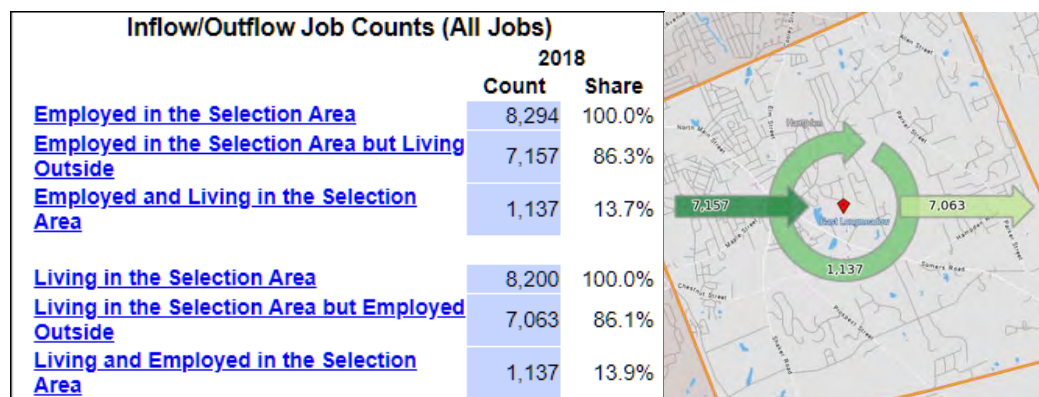 Inflow/Outflow Job Counts (All Jobs)
2018
Count Share
Employed in the Selection Area 8,294 100.0%
Employed in the Selection Area but Living
Outside 7,157 86.3%
Employed and Living in the Selection
Area 1,137 13.7%
Living in the Selection Area 8,200 100.0%
Living in the Selection Area but Employed
Outside 7,063 86.1%
Living and Employed in the Selection
Area 1,137 13.9%
Allen Street
Elm Street
North Main Street
Hampden
Parker Street
7,157
7,063
East Longmeadow
Maple Street
Hampden Road
Parker Street
1,137
Somers Road
Chestnut Street
Prospect Street
Shaker Road